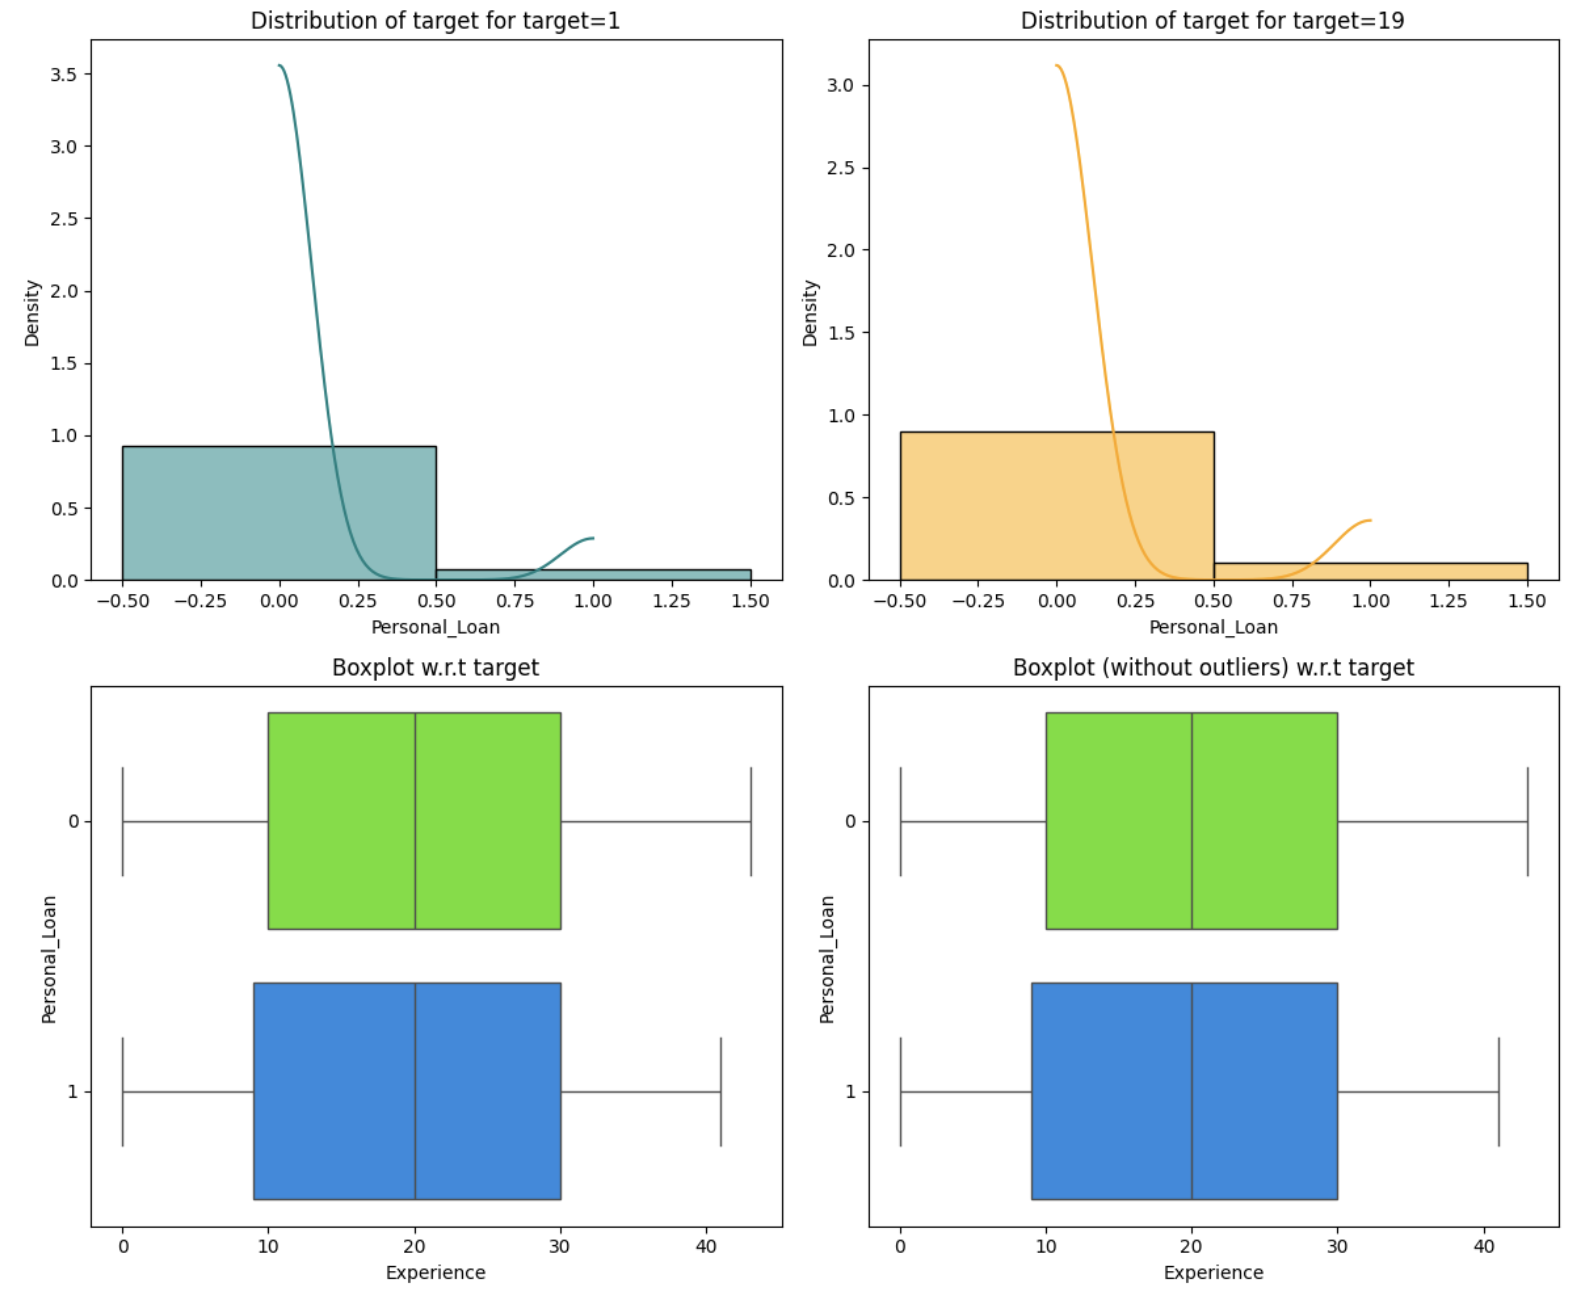 Distribution of target for target=1
3.5
3.0
2.5
2.0
1.5
1.0
0.5
0.0
Density
−0.50 −0.25 0.00 0.25 0.50 0.75 1.00 1.25 1.50
Personal_Loan
Distribution of target for target=19
3.0
2.5
2.0
1.5
1.0
0.5
0.0
Density
−0.50 −0.25 0.00 0.25 0.50 0.75 1.00 1.25 1.50
Personal_Loan
Boxplot w.r.t target
0
1
Personal_Loan
0 10 20 30 40
Experience
Boxplot (without outliers) w.r.t target
0
1
Personal_Loan
0 10 20 30 40
Experience